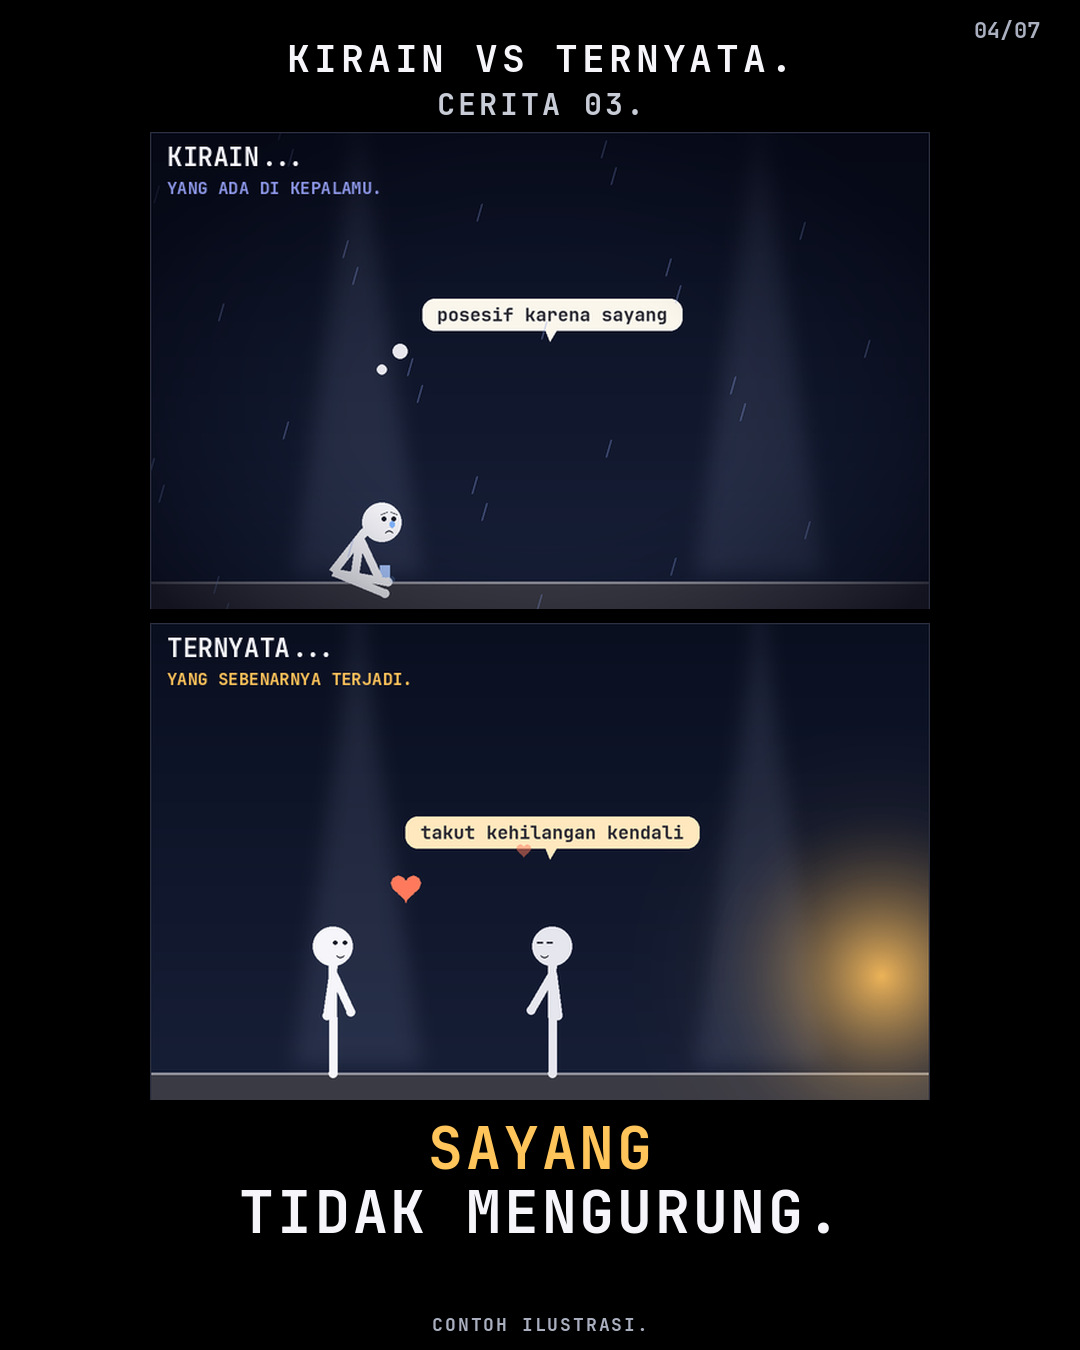 04/07
KIRAIN VS TERNYATA.
CERITA 03.
KIRAIN...
YANG ADA DI KEPALAMU.
posesif karena sayang
TERNYATA...
YANG SEBENARNYA TERJADI.
takut kehilangan kendali
SAYANG
TIDAK MENGURUNG.
CONTOH ILUSTRASI.